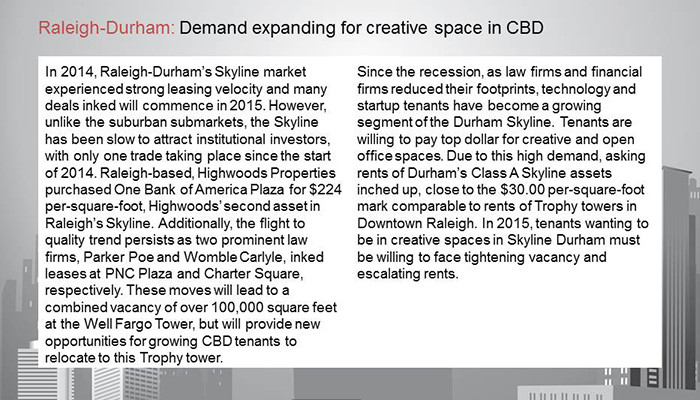 Raleigh-Durham: Demand expanding for creative space in CBD
In 2014, Raleigh-Durham's Skyline market
experienced strong leasing velocity and many
deals inked will commence in 2015. However,
unlike the suburban submarkets, the Skyline
has been slow to attract institutional investors,
with only one trade taking place since the start
of 2014. Raleigh-based, Highwoods Properties
purchased One Bank of America Plaza for $224
per-square-foot, Highwoods' second asset in
Raleigh's Skyline. Additionally, the flight to
quality trend persists as two prominent law
firms, Parker Poe and Womble Carlyle, inked
leases at PNC Plaza and Charter Square,
respectively. These moves will lead to a
combined vacancy of over 100,000 square feet
at the Well Fargo Tower, but will provide new
opportunities for growing CBD tenants to
relocate to this Trophy tower.
Since the recession, as law firms and financial
firms reduced their footprints, technology and
startup tenants have become a growing
segment of the Durham Skyline. Tenants are
willing to pay top dollar for creative and open
office spaces. Due to this high demand, asking
rents of Durham's Class A Skyline assets
inched up, close to the $30.00 per-square-foot
mark comparable to rents of Trophy towers in
Downtown Raleigh. In 2015, tenants wanting to
be in creative spaces in Skyline Durham must
be willing to face tightening vacancy and
escalating rents.